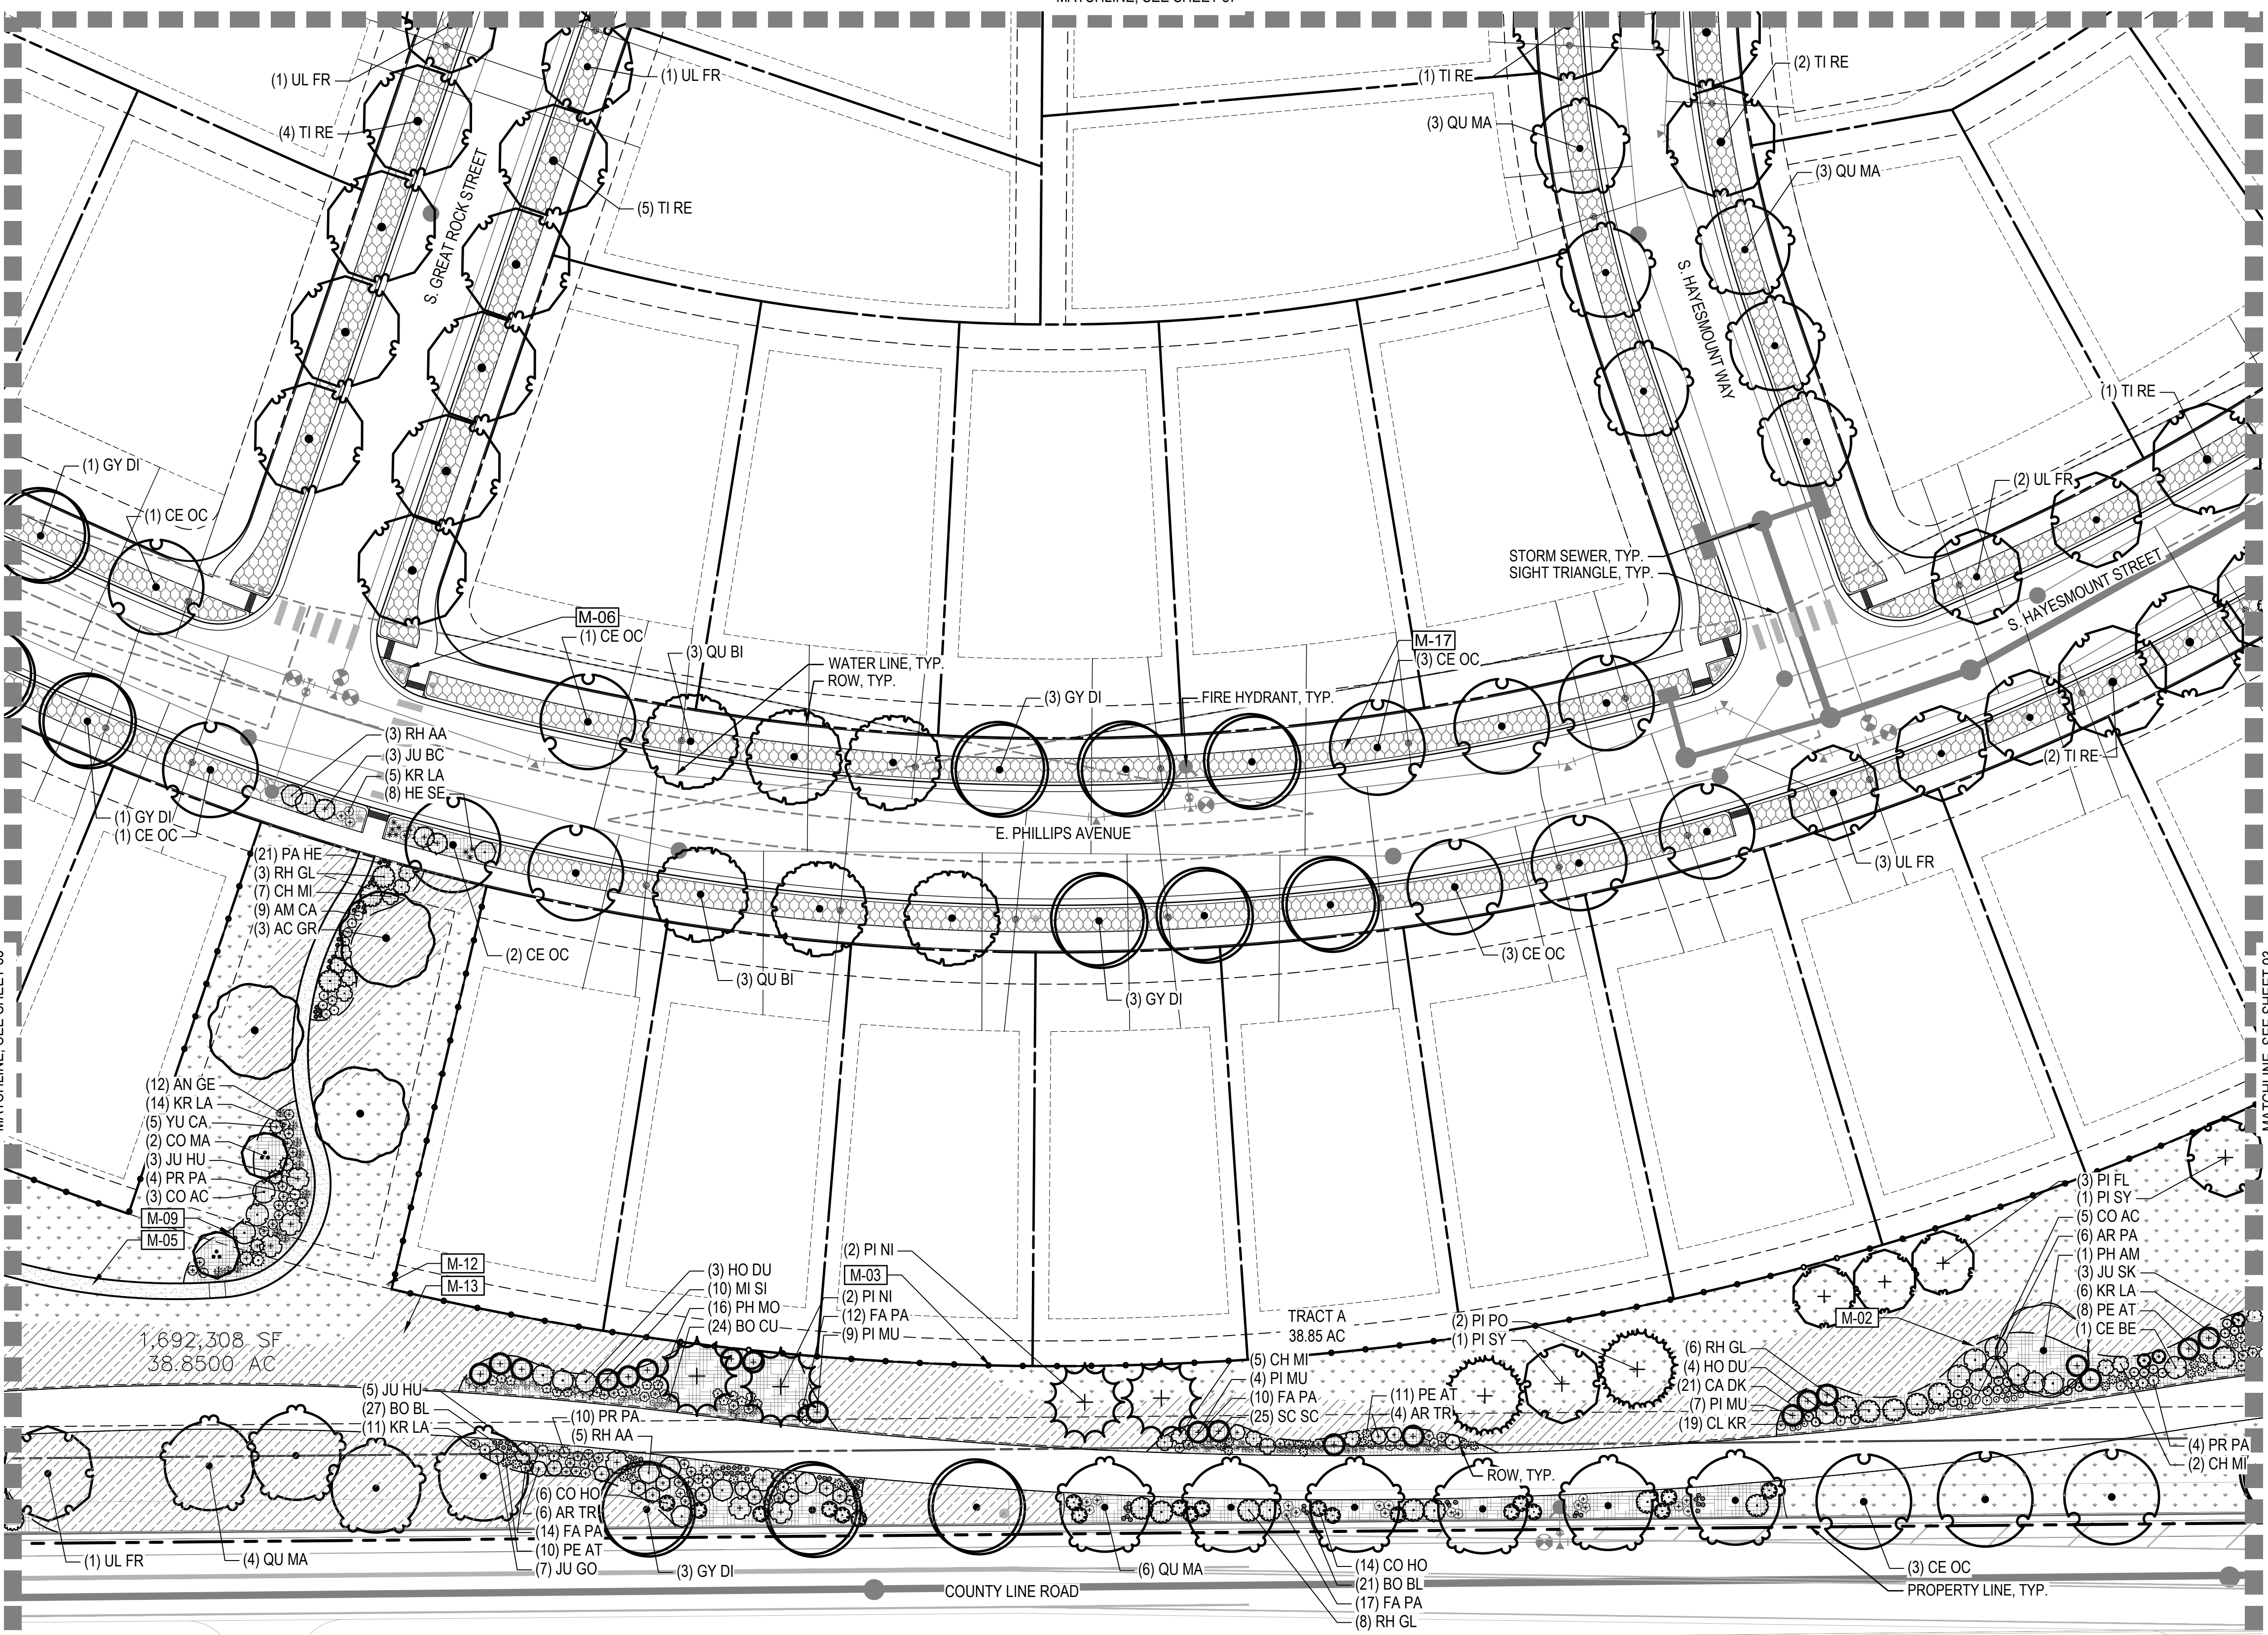 MATCHLINE, SEE SHEET
(1) UL FR
(4) TI RE
(1) UL FR
(5) TI RE
S. GREAT ROCK STREET
(1) TI RE
(3) QU MA
(2) TI RE
(3) QU MA
S. HAYESMOUNT WAY
(1) TI RE
(2) UL FR
(1) GY DI
(1) CE OC
STORM SEWER, TYP.
SIGHT TRIANGLE, TYP.
S. HAYESMOUNT STREET
M-06
(1) CE OC
(3) QU BI
WATER LINE, TYP.
ROW, TYP.
(3) GY DI
FIRE HYDRANT, TYP.
M-17
(3) CE OC
(2) TI RE
(3) RH AA
(3) JU BC
(5) KR LA
(8) HE SE
(1) GY DI
(1) CE OC
E. PHILLIPS AVENUE
(3) UL FR
(21) PA HE
(3) RH GL
(7) CH MI
(9) AM CA
(3) AC GR
(2) CE OC
(3) QU BI
(3) GY DI
(3) CE OC
MATCHLINE, SEE SHEET
MATCHLINE, SEE SHEET
(12) AN GE
(14) KR LA
(5) YU CA
(2) CO MA
(3) JU HU
(4) PR PA
(3) CO AC
M-09
M-05
M-12
M-13
(3) HO DU
(10) MI SI
(16) PH MO
(24) BO CU
(2) PI NI
M-03
(2) PI NI
(12) FA PA
(9) PI MU
TRACT A
38.85 AC
(2) PI PO
(1) PI SY
(3) PI FL
(1) PI SY
(5) CO AC
(6) AR PA
(1) PH AM
(3) JU SK
(6) KR LA
(8) PE AT
(1) CE BE
M-02
(6) RH GL
(4) HO DU
(21) CA DK
(7) PI MU
(19) CL KR
1,692,308 SF
38.8500 AC
(5) CH MI
(4) PI MU
(10) FA PA
(25) SC SC
(11) PE AT
(4) AR TR
(5) JU HU
(27) BO BL
(11) KR LA
(10) PR PA
(5) RH AA
(4) PR PA
(2) CH MI
ROW, TYP.
(6) CO HO
(6) AR TR
(14) FA PA
(10) PE AT
(7) JU GO
(1) UL FR
(4) QU MA
(3) GY DI
(6) QU MA
(14) CO HO
(21) BO BL
(17) FA PA
(8) RH GL
(3) CE OC
PROPERTY LINE, TYP.
COUNTY LINE ROAD